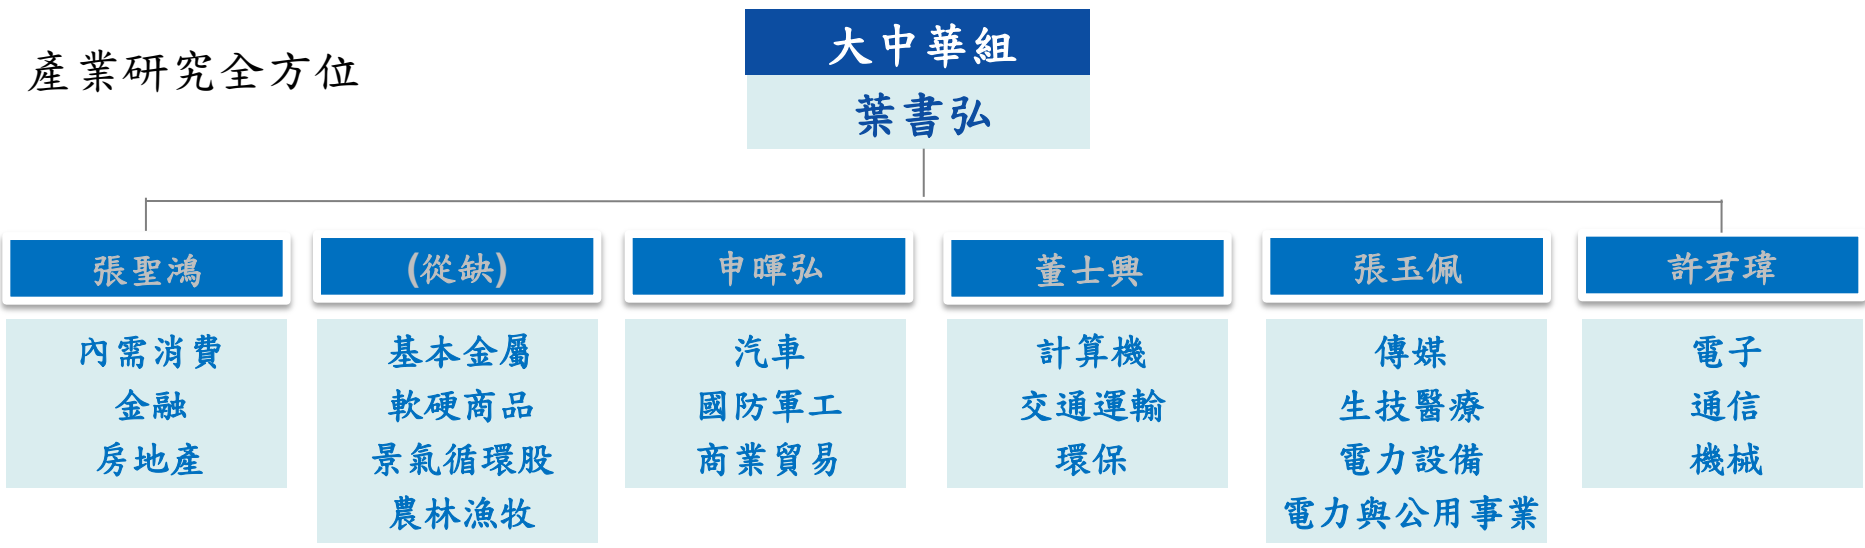 產業研究全方位
大中華組
葉書弘
張聖鴻
內需消費
金融
房地產
(從缺)
基本金屬
軟硬商品
景氣循環股
農林漁牧
申暉弘
汽車
國防軍工
商業貿易
董士興
計算機
交通運輸
環保
張玉佩
傳媒
生技醫療
電力設備
電力與公用事業
許君瑋
電子
通信
機械